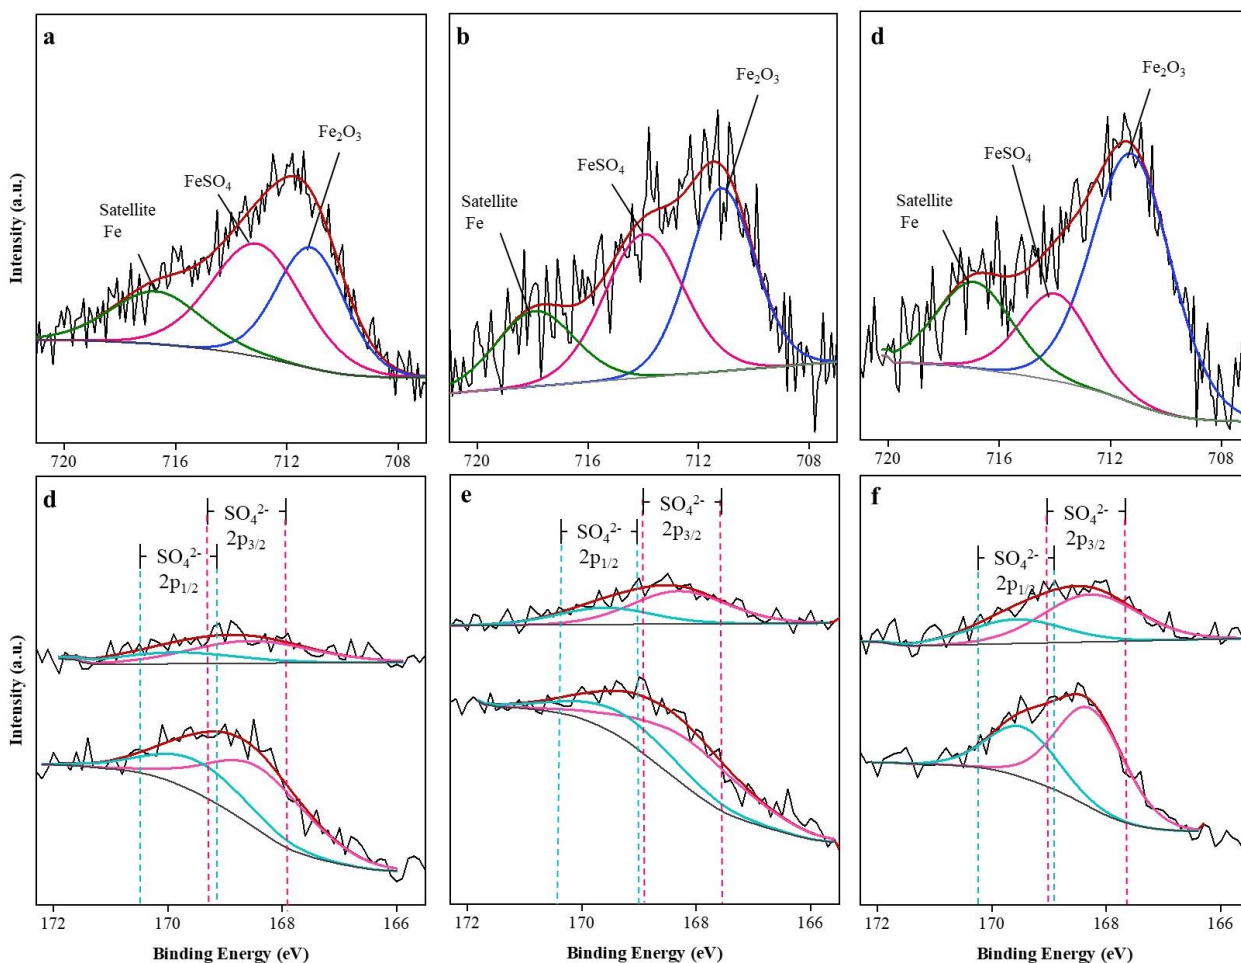 a
Fe₂O₃
FeSO₄
Satellite
Fe
Intensity (a.u.)
720 716 712 708
b
Fe₂O₃
FeSO₄
Satellite
Fe
720 716 712 708
d
Fe₂O₃
FeSO₄
Satellite
Fe
720 716 712 708
d
SO₄²⁻
2p₃/₂
SO₄²⁻
2p₁/₂
Intensity (a.u.)
172 170 168 166
Binding Energy (eV)
e
SO₄²⁻
2p₃/₂
SO₄²⁻
2p₁/₂
172 170 168 166
Binding Energy (eV)
f
SO₄²⁻
2p₃/₂
SO₄²⁻
2p₁/₂
172 170 168 166
Binding Energy (eV)